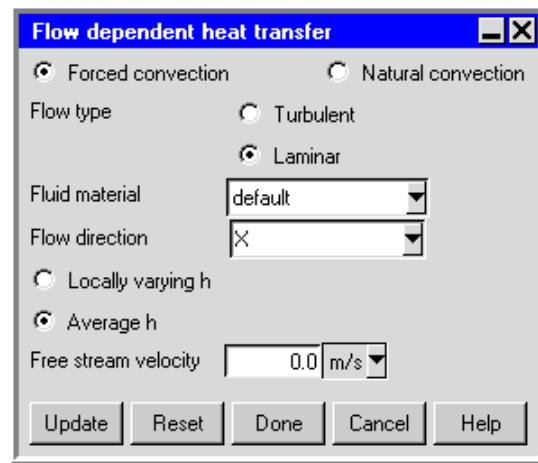 Flow dependent heat transfer
Forced convection Natural convection
Flow type Turbulent
Laminar
Fluid material default
Flow direction X
Locally varying h
Average h
Free stream velocity 0.0 m/s
Update Reset Done Cancel Help